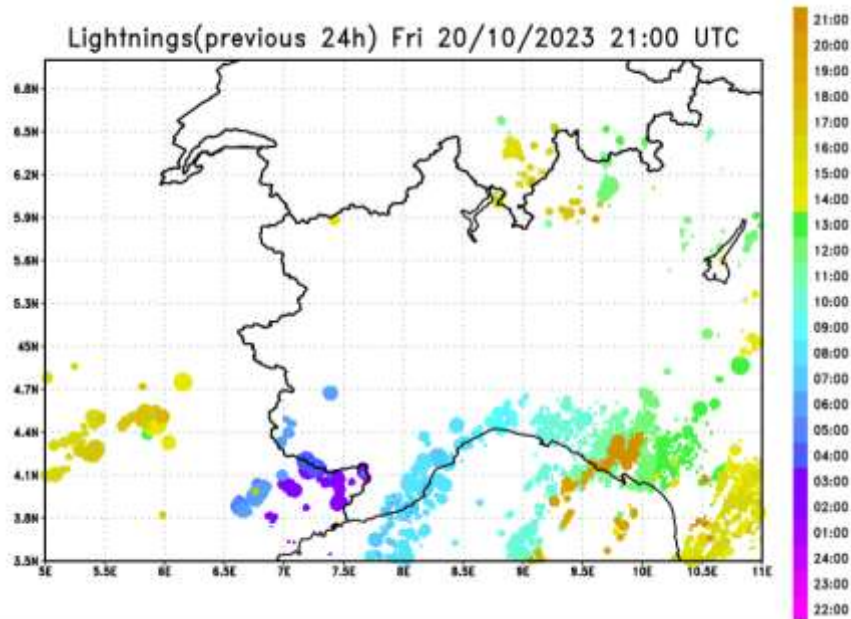 Lightnings(previous 24h) Fri 20/10/2023 21:00 UTC
6.8N
6.5N
6.2N
5.9N
5.6N
5.3N
45N
4.7N
4.4N
4.1N
3.8N
3.5N
5E
5.5E
6E
6.5E
7E
7.5E
8E
8.5E
9E
9.5E
10E
10.5E
11E
21:00
20:00
19:00
18:00
17:00
16:00
15:00
14:00
13:00
12:00
11:00
10:00
09:00
08:00
07:00
06:00
05:00
04:00
03:00
02:00
01:00
24:00
23:00
22:00